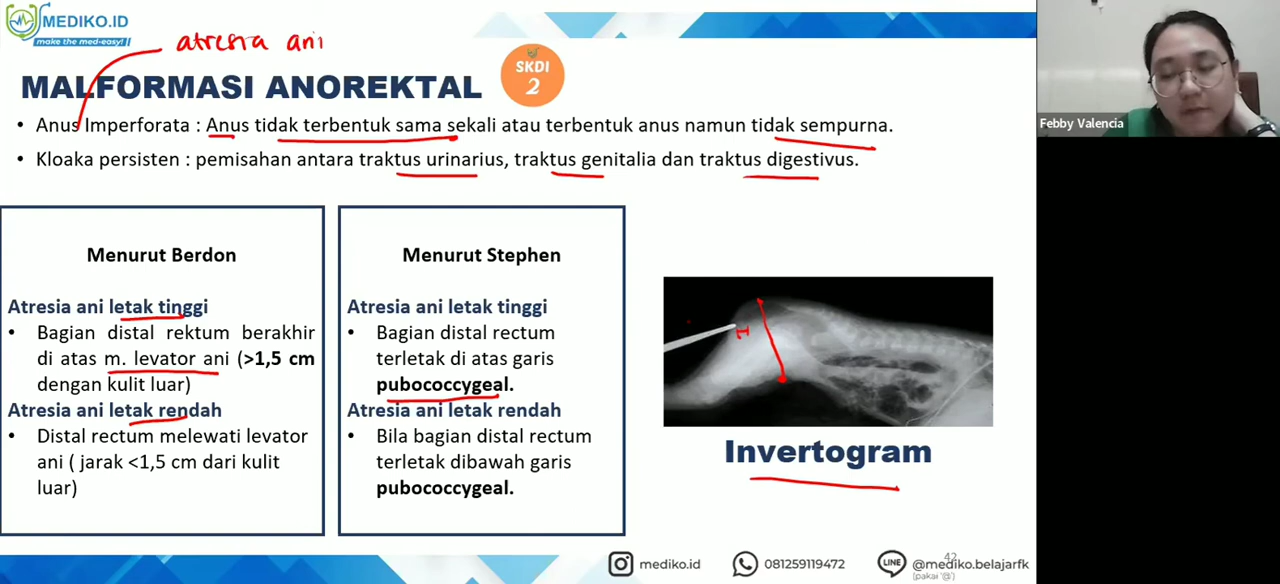 MEDIKO.ID
make the med-easy!
atresia ani
MALFORMASI ANOREKTAL
SKDI
2
• Anus Imperforata : Anus tidak terbentuk sama sekali atau terbentuk anus namun tidak sempurna.
• Kloaka persisten : pemisahan antara traktus urinarius, traktus genitalia dan traktus digestivus.
Menurut Berdon
Atresia ani letak tinggi
• Bagian distal rektum berakhir
di atas m. levator ani (>1,5 cm
dengan kulit luar)
Atresia ani letak rendah
• Distal rectum melewati levator
ani ( jarak <1,5 cm dari kulit
luar)
Menurut Stephen
Atresia ani letak tinggi
• Bagian distal rectum
terletak di atas garis
pubococcygeal.
Atresia ani letak rendah
• Bila bagian distal rectum
terletak dibawah garis
pubococcygeal.
Invertogram
mediko.id
081259119472
LINE
@mediko.belajarfk
(pakai '@')
42
Febby Valencia